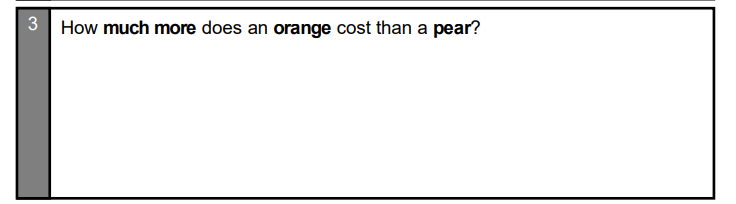 3
How much more does an orange cost than a pear?